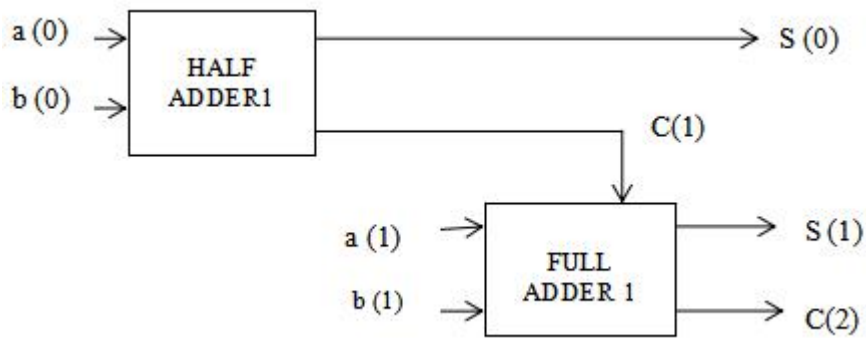 a (0)
S (0)
HALF
ADDER1
b (0)
C(1)
a (1)
S (1)
FULL
ADDER 1
b (1)
C(2)